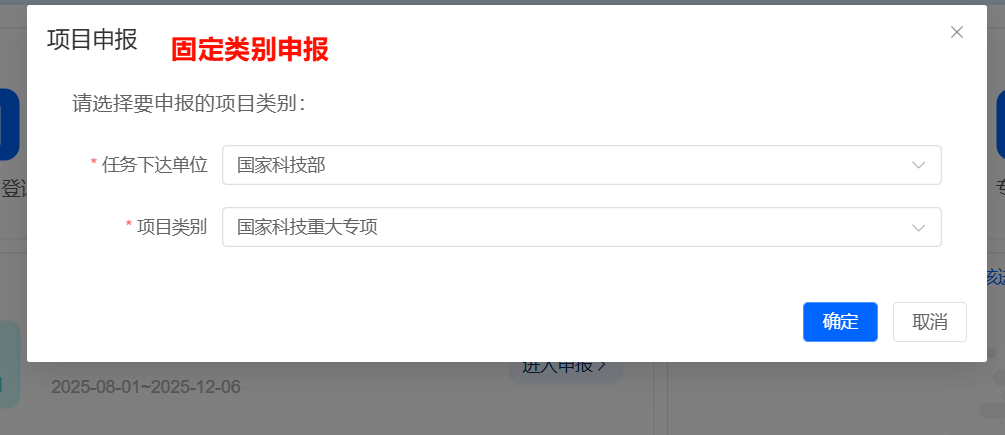 项目申报
固定类别申报
请选择要申报的项目类别：
* 任务下达单位
国家科技部
* 项目类别
国家科技重大专项
确定
取消
登
进入申报
2025-08-01~2025-12-06